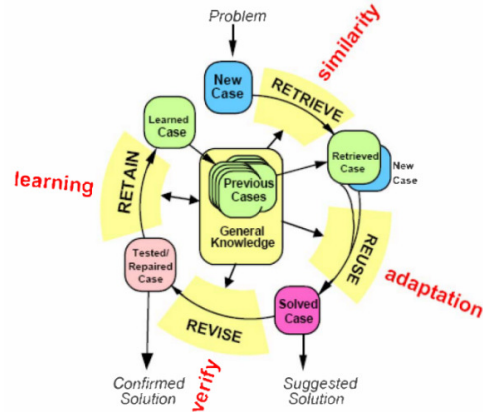 Problem
similarity
New
Case
RETRIEVE
Learned
Case
Retrieved
Case
New
Case
learning
RETAIN
Previous
Cases
General
Knowledge
REUSE
adaptation
Tested/
Repaired
Case
Solved
Case
REVISE
verify
Confirmed
Solution
Suggested
Solution